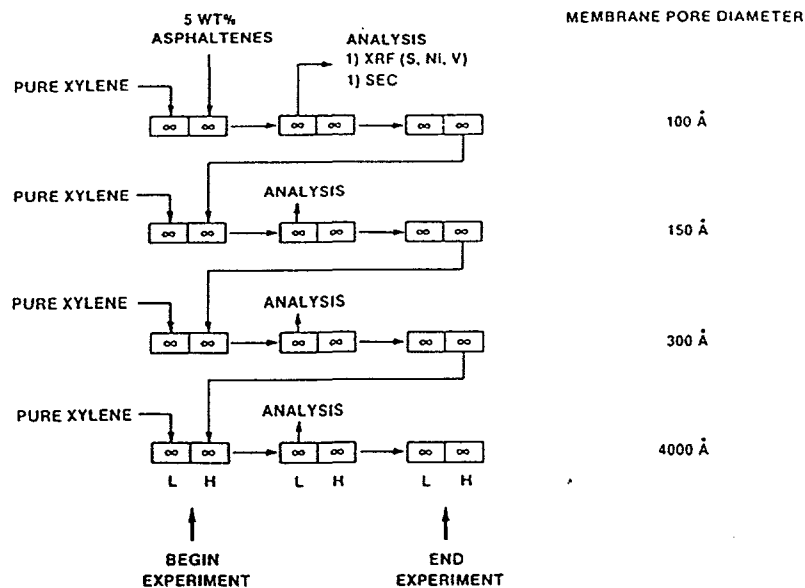 5 WT%
ASPHALTENES
MEMBRANE PORE DIAMETER
ANALYSIS
1) XRF (S, Ni, V)
1) SEC
PURE XYLENE
∞ ∞ ∞ ∞ ∞ ∞
100 Å
PURE XYLENE
ANALYSIS
∞ ∞ ∞ ∞ ∞ ∞
150 Å
PURE XYLENE
ANALYSIS
∞ ∞ ∞ ∞ ∞ ∞
300 Å
PURE XYLENE
ANALYSIS
∞ ∞ ∞ ∞ ∞ ∞
4000 Å
L H L H L H
BEGIN
EXPERIMENT
END
EXPERIMENT